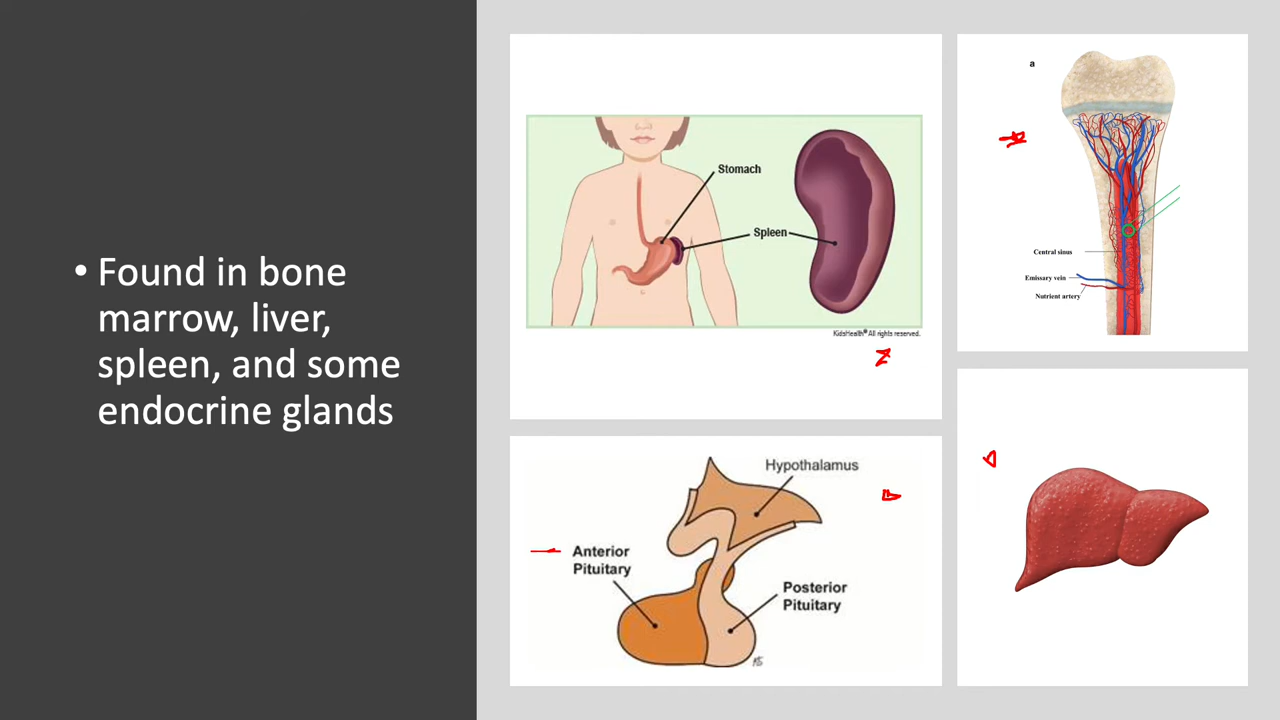 • Found in bone
marrow, liver,
spleen, and some
endocrine glands
Stomach
Spleen
KidsHealth® All rights reserved.
a
Central sinus
Emissary vein
Nutrient artery
Hypothalamus
Anterior
Pituitary
Posterior
Pituitary